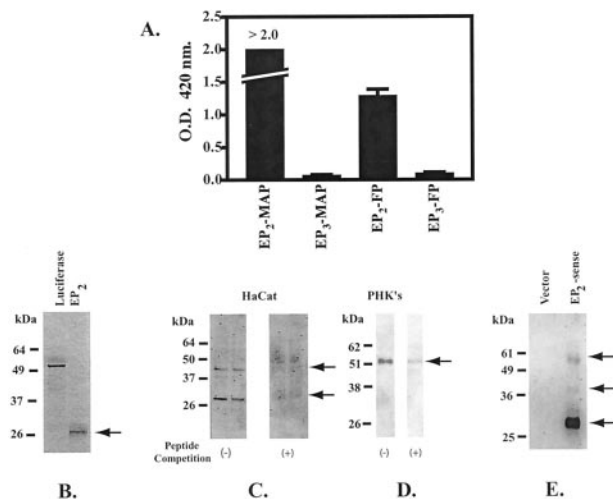 A.
O.D. 420 nm.
2.5
2.0
1.5
1.0
0.5
0.0
> 2.0
EP2-MAP
EP3-MAP
EP2-FP
EP3-FP
Luciferase
EP2
kDa
64
49
37
26
B.
HaCat
kDa
64
50
37
26
Peptide
Competition
(-)
(+)
C.
PHK's
kDa
62
51
38
26
(-)
(+)
D.
Vector
EP2-sense
kDa
61
49
36
25
E.